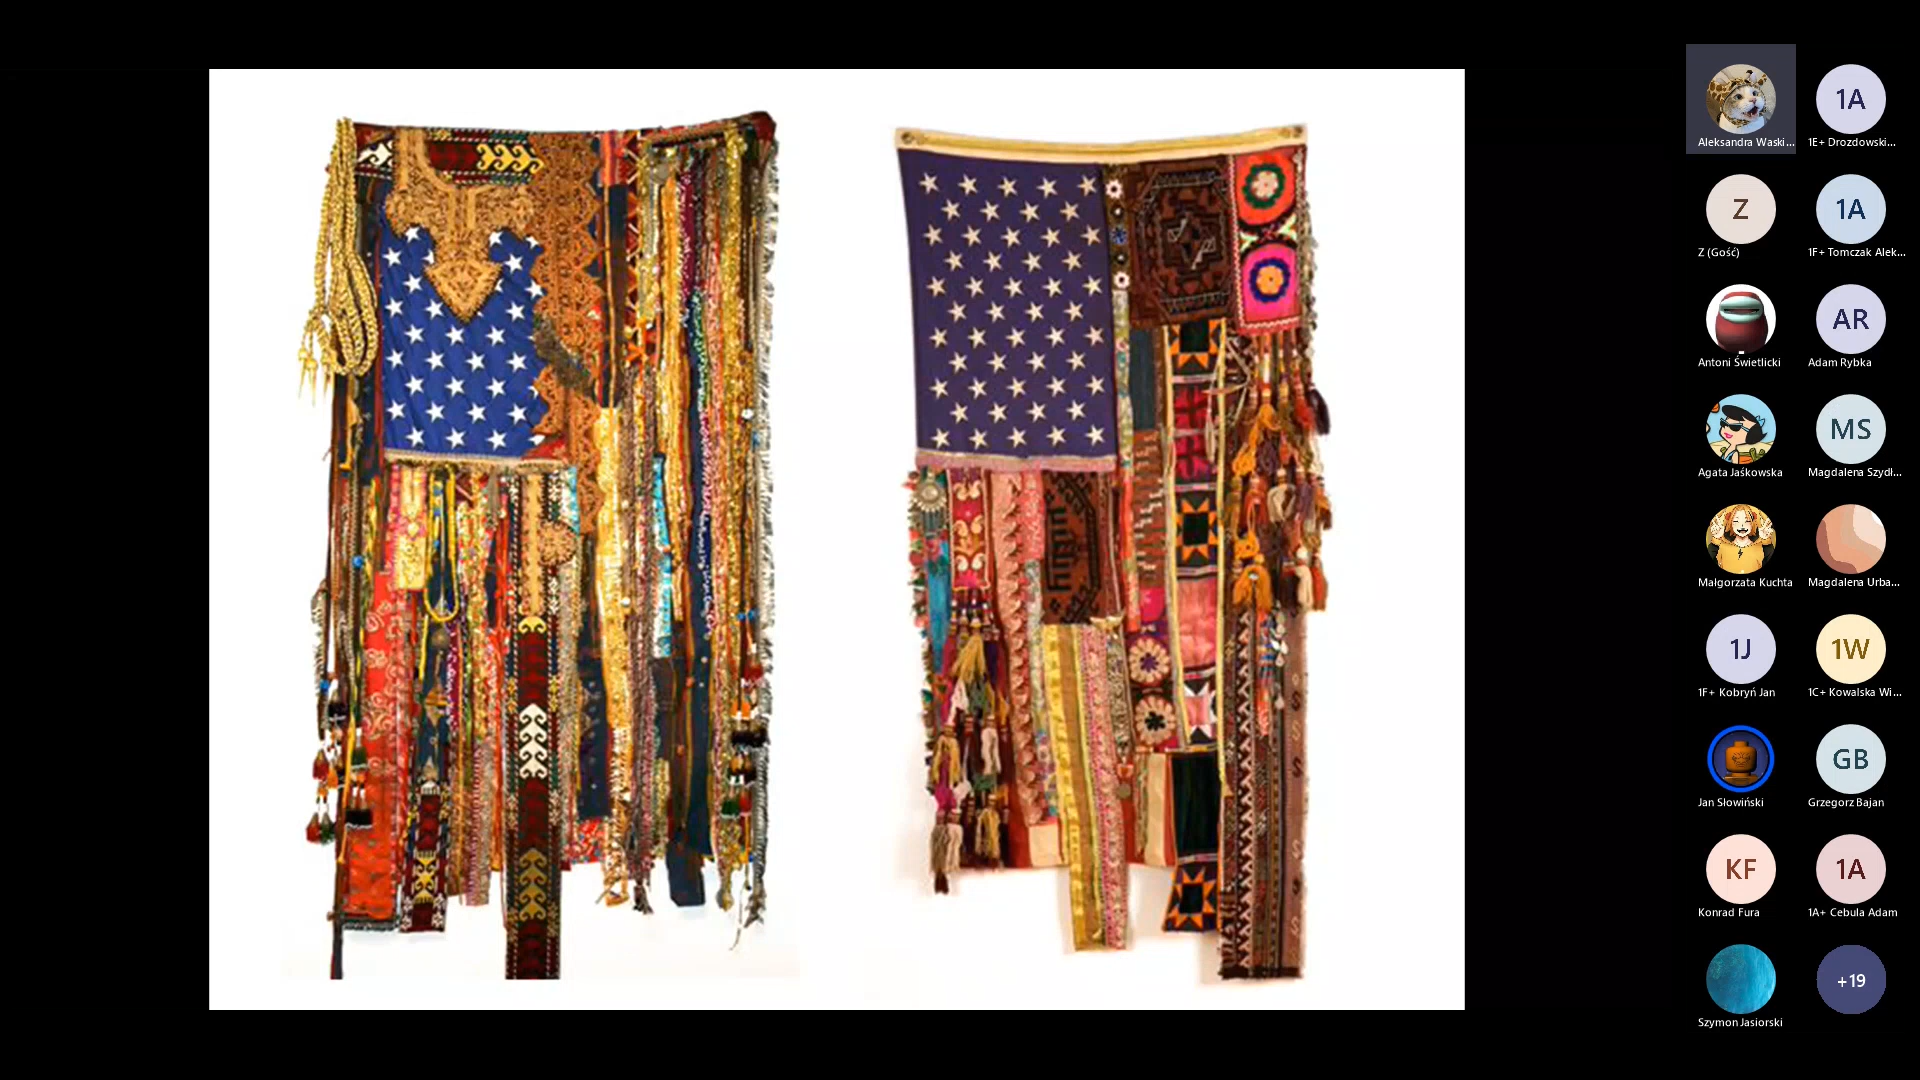 1A
Aleksandra Waski...
1E+ Drozdowski...
Z
1A
Z (Gość)
1F+ Tomczak Alek...
AR
Antoni Świetlicki
Adam Rybka
MS
Agata Jaśkowska
Magdalena Szydł...
Małgorzata Kuchta
Magdalena Urba...
1J
1W
1F+ Kobryń Jan
1C+ Kowalska Wi...
GB
Jan Słowiński
Grzegorz Bajan
KF
1A
Konrad Fura
1A+ Cebula Adam
+19
Szymon Jasiorski